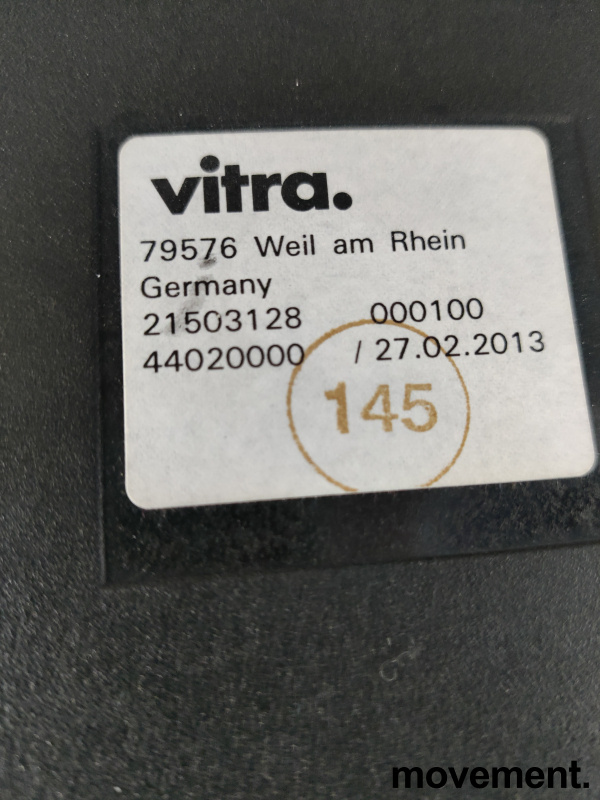 vitra.
79576 Weil am Rhein
Germany
21503128 000100
44020000 / 27.02.2013
145
movement.